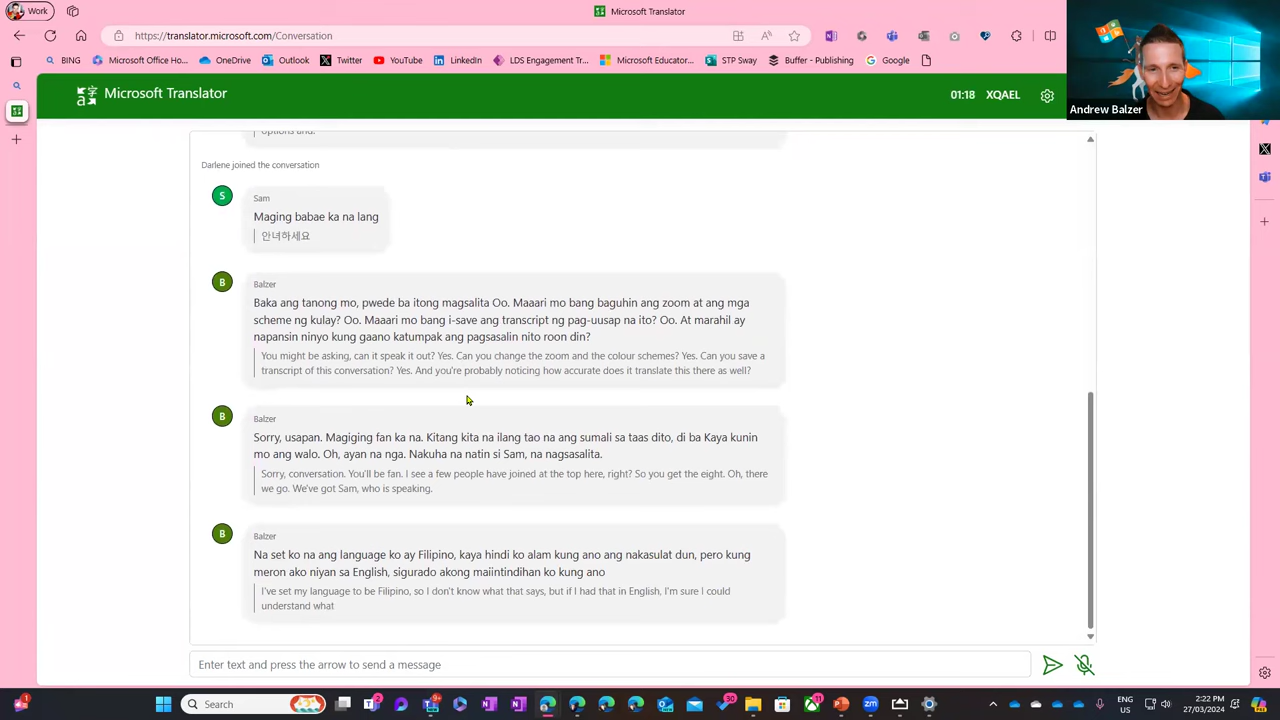 Work
Microsoft Translator
https://translator.microsoft.com/Conversation
BING
Microsoft Office Ho...
OneDrive
Outlook
Twitter
YouTube
LinkedIn
LDS Engagement Tr...
Microsoft Educator...
STP Sway
Buffer - Publishing
Google
Microsoft Translator
01:18 XQAEL
Andrew Balzer
options and.
Darlene joined the conversation
S
Sam
Maging babae ka na lang
안녕하세요
B
Balzer
Baka ang tanong mo, pwede ba itong magsalita Oo. Maaari mo bang baguhin ang zoom at ang mga
scheme ng kulay? Oo. Maaari mo bang i-save ang transcript ng pag-uusap na ito? Oo. At marahil ay
napansin ninyo kung gaano katumpak ang pagsasalin nito roon din?
You might be asking, can it speak it out? Yes. Can you change the zoom and the colour schemes? Yes. Can you save a
transcript of this conversation? Yes. And you're probably noticing how accurate does it translate this there as well?
B
Balzer
Sorry, usapan. Magiging fan ka na. Kitang kita na ilang tao na ang sumali sa taas dito, di ba Kaya kunin
mo ang walo. Oh, ayan na nga. Nakuha na natin si Sam, na nagsasalita.
Sorry, conversation. You'll be fan. I see a few people have joined at the top here, right? So you get the eight. Oh, there
we go. We've got Sam, who is speaking.
B
Balzer
Na set ko na ang language ko ay Filipino, kaya hindi ko alam kung ano ang nakasulat dun, pero kung
meron ako niyan sa English, sigurado akong maiintindihan ko kung ano
I've set my language to be Filipino, so I don't know what that says, but if I had that in English, I'm sure I could
understand what
Enter text and press the arrow to send a message
Search
ENG
US
2:22 PM
27/03/2024